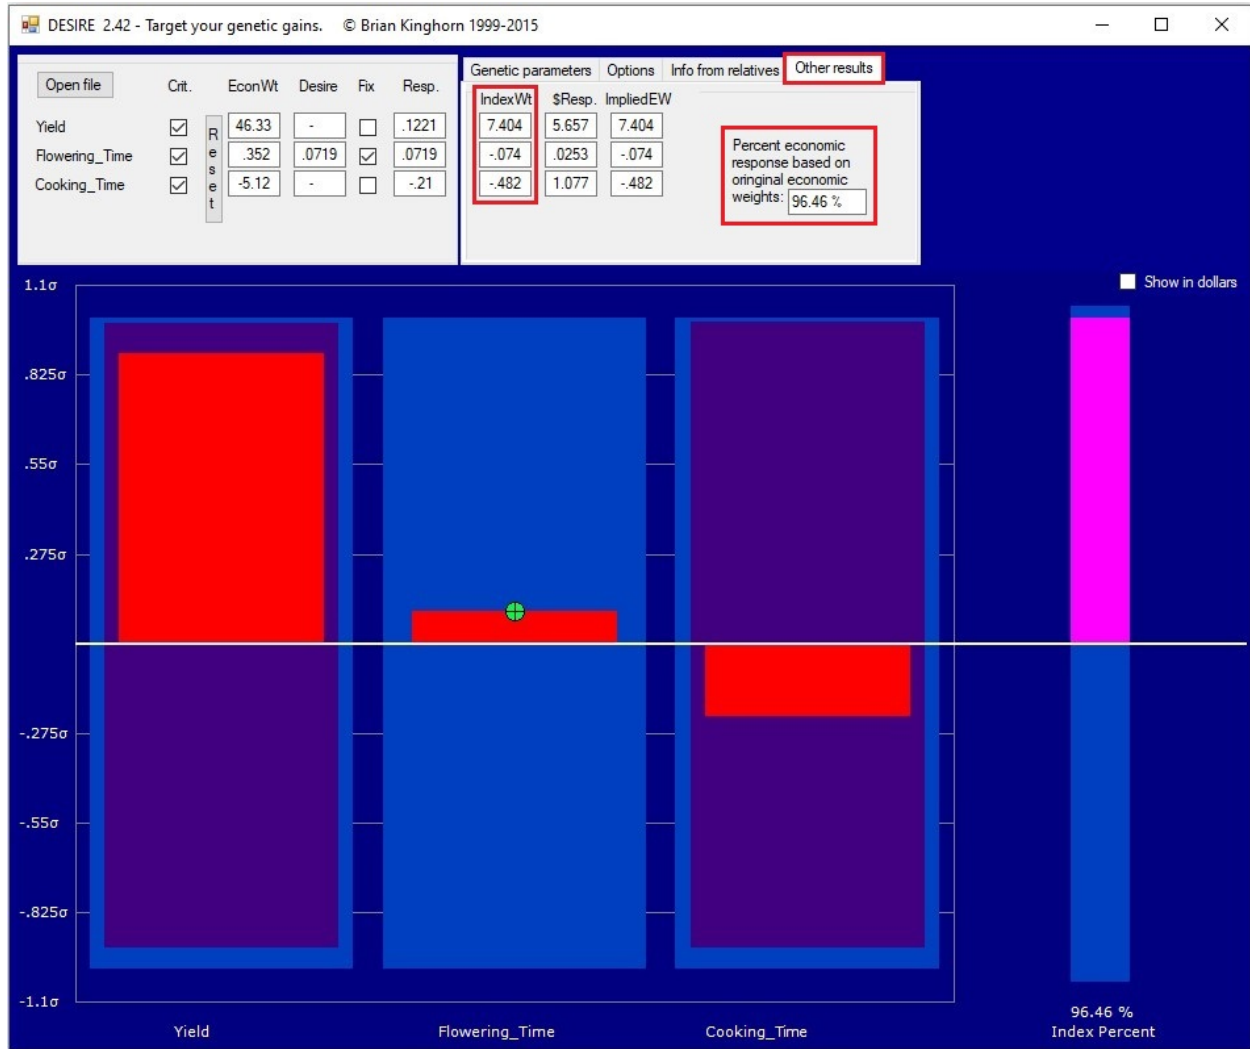 DESIRE 2.42 - Target your genetic gains. © Brian Kinghorn 1999-2015
Open file Crit. EconWt Desire Fix Resp.
Yield 46.33 - .1221
Flowering_Time .352 .0719 .0719
Cooking_Time -5.12 - -.21
Reset
Genetic parameters Options Info from relatives Other results
IndexWt $Resp. ImpliedEW
7.404 5.657 7.404
-.074 .0253 -.074
-.482 1.077 -.482
Percent economic
response based on
oringinal economic
weights: 96.46 %
Show in dollars
1.1σ
.825σ
.55σ
.275σ
-.275σ
-.55σ
-.825σ
-1.1σ
Yield Flowering_Time Cooking_Time
96.46 %
Index Percent